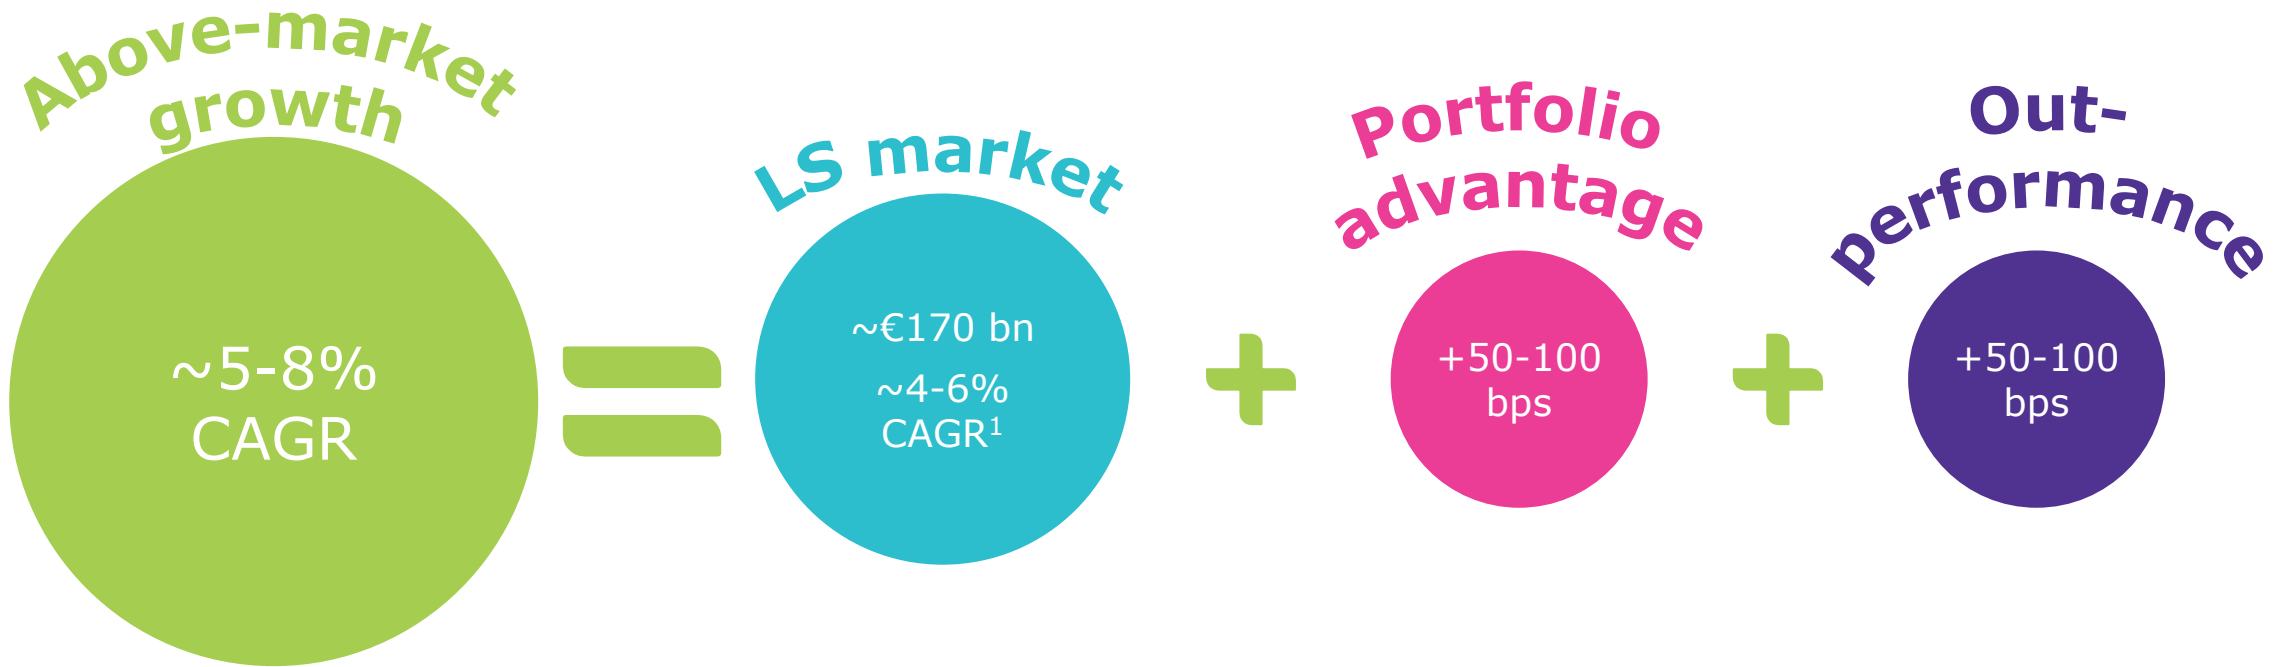 Above-market
growth
~5-8%
CAGR
LS market
~€170 bn
~4-6%
CAGR¹
+
Portfolio
advantage
+50-100
bps
+
Out-
performance
+50-100
bps